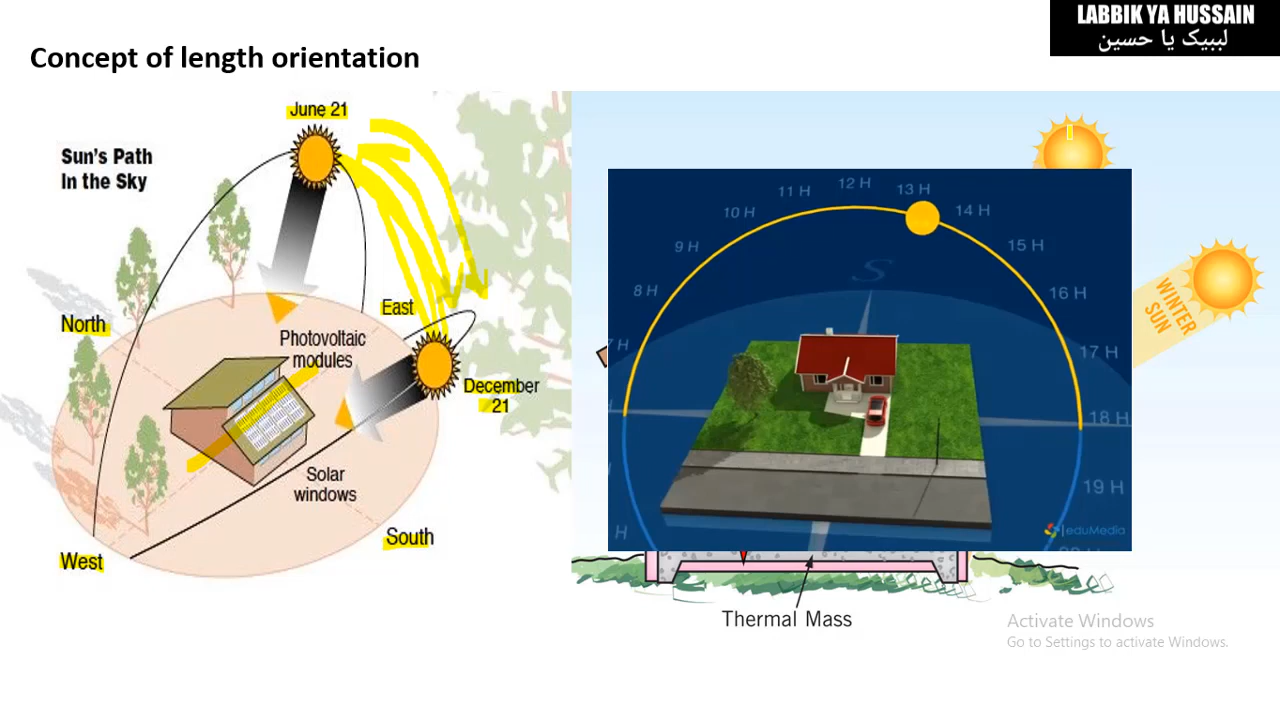 LABBIK YA HUSSAIN
لبیک یا حسین
Concept of length orientation
June 21
Sun's Path
In the Sky
North
East
Photovoltaic
modules
December
21
Solar
windows
South
West
WINTER
SUN
8 H
9 H
10 H
11 H
12 H
13 H
14 H
15 H
16 H
17 H
18 H
19 H
S
eduMedia
Thermal Mass
Activate Windows
Go to Settings to activate Windows.